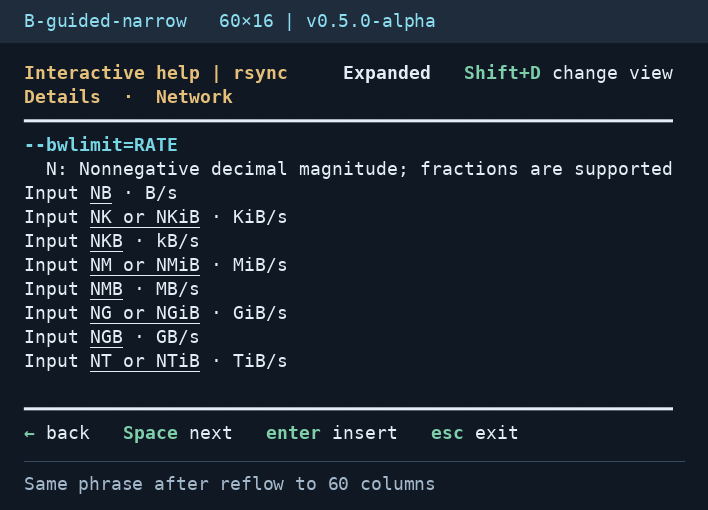 B-guided-narrow   60×16 | v0.5.0-alpha
Interactive help | rsync     Expanded   Shift+D change view
Details  ·  Network
--bwlimit=RATE
  N: Nonnegative decimal magnitude; fractions are supported
Input NB · B/s
Input NK or NKiB · KiB/s
Input NKB · kB/s
Input NM or NMiB · MiB/s
Input NMB · MB/s
Input NG or NGiB · GiB/s
Input NGB · GB/s
Input NT or NTiB · TiB/s
← back   Space next   enter insert   esc exit
Same phrase after reflow to 60 columns